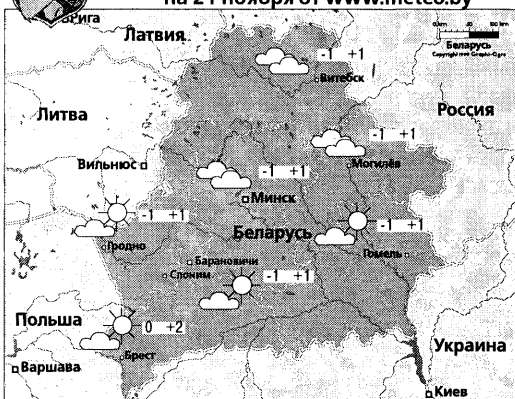 на 21 ноября от www.meteo.by
Рига
Латвия
Беларусь
-1 +1
Витебск
Литва
Россия
-1 +1
Могилёв
Вильнюс
-1 +1
Минск
-1 +1
Гродно
Беларусь
-1 +1
Гомель
Барановичи
Слоним
-1 +1
Польша
0 +2
Брест
Украина
Варшава
Киев